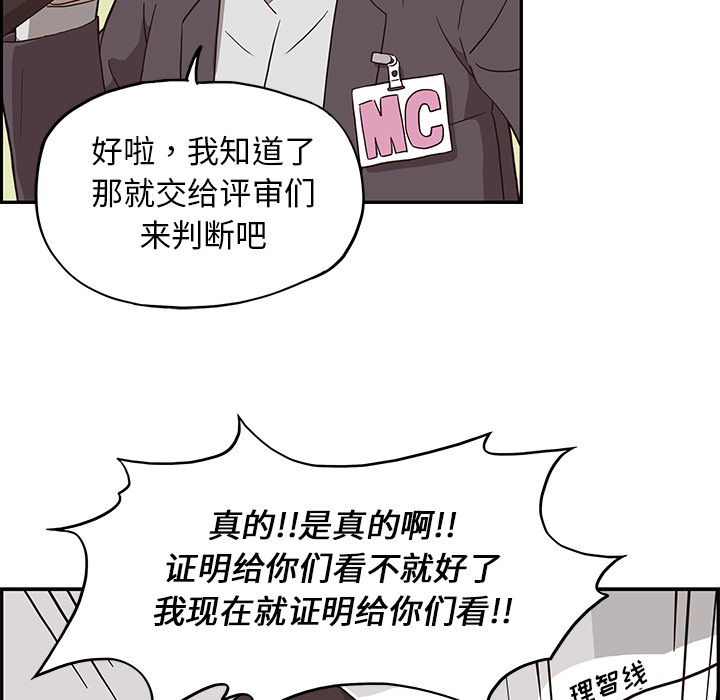 MC
好啦，我知道了
那就交给评审们
来判断吧
真的!!是真的啊!!
证明给你们看不就好了
我现在就证明给你们看!!
理智线